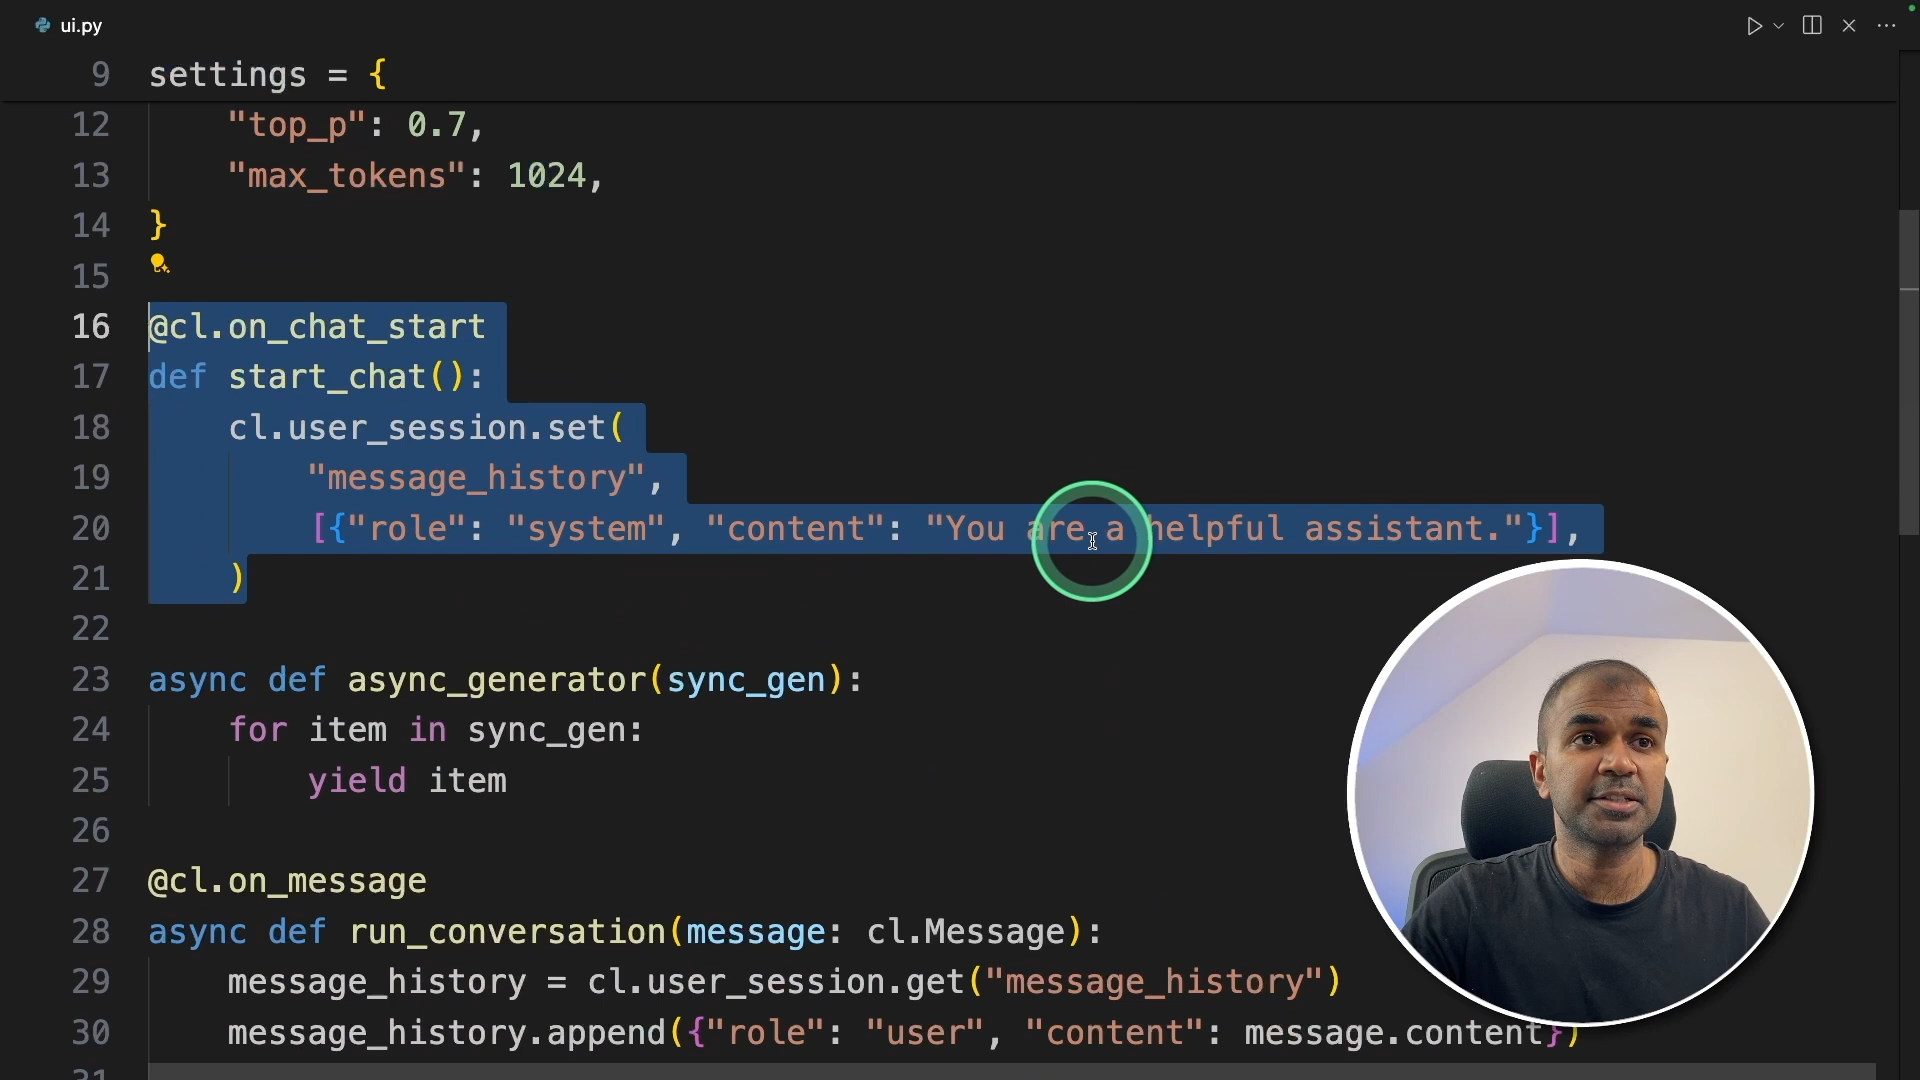 ui.py
9 settings = {
12 "top_p": 0.7,
13 "max_tokens": 1024,
14 }
15
16 @cl.on_chat_start
17 def start_chat():
18 cl.user_session.set(
19 "message_history",
20 [{"role": "system", "content": "You are a helpful assistant."}],
21 )
22
23 async def async_generator(sync_gen):
24 for item in sync_gen:
25 yield item
26
27 @cl.on_message
28 async def run_conversation(message: cl.Message):
29 message_history = cl.user_session.get("message_history")
30 message_history.append({"role": "user", "content": message.content})
31